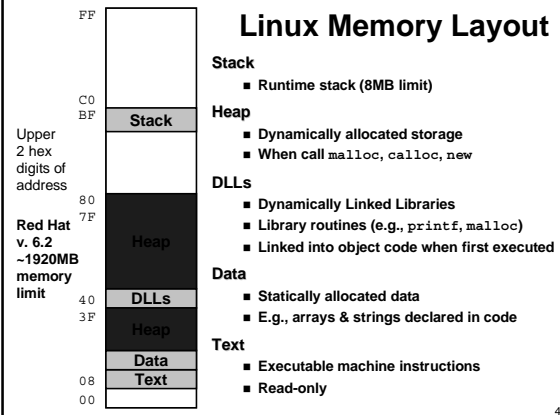 Linux Memory Layout
FF
C0
BF
80
7F
40
3F
08
00
Upper
2 hex
digits of
address
Red Hat
v. 6.2
~1920MB
memory
limit
Stack
Heap
DLLs
Heap
Data
Text
Stack
■ Runtime stack (8MB limit)
Heap
■ Dynamically allocated storage
■ When call malloc, calloc, new
DLLs
■ Dynamically Linked Libraries
■ Library routines (e.g., printf, malloc)
■ Linked into object code when first executed
Data
■ Statically allocated data
■ E.g., arrays & strings declared in code
Text
■ Executable machine instructions
■ Read-only
4